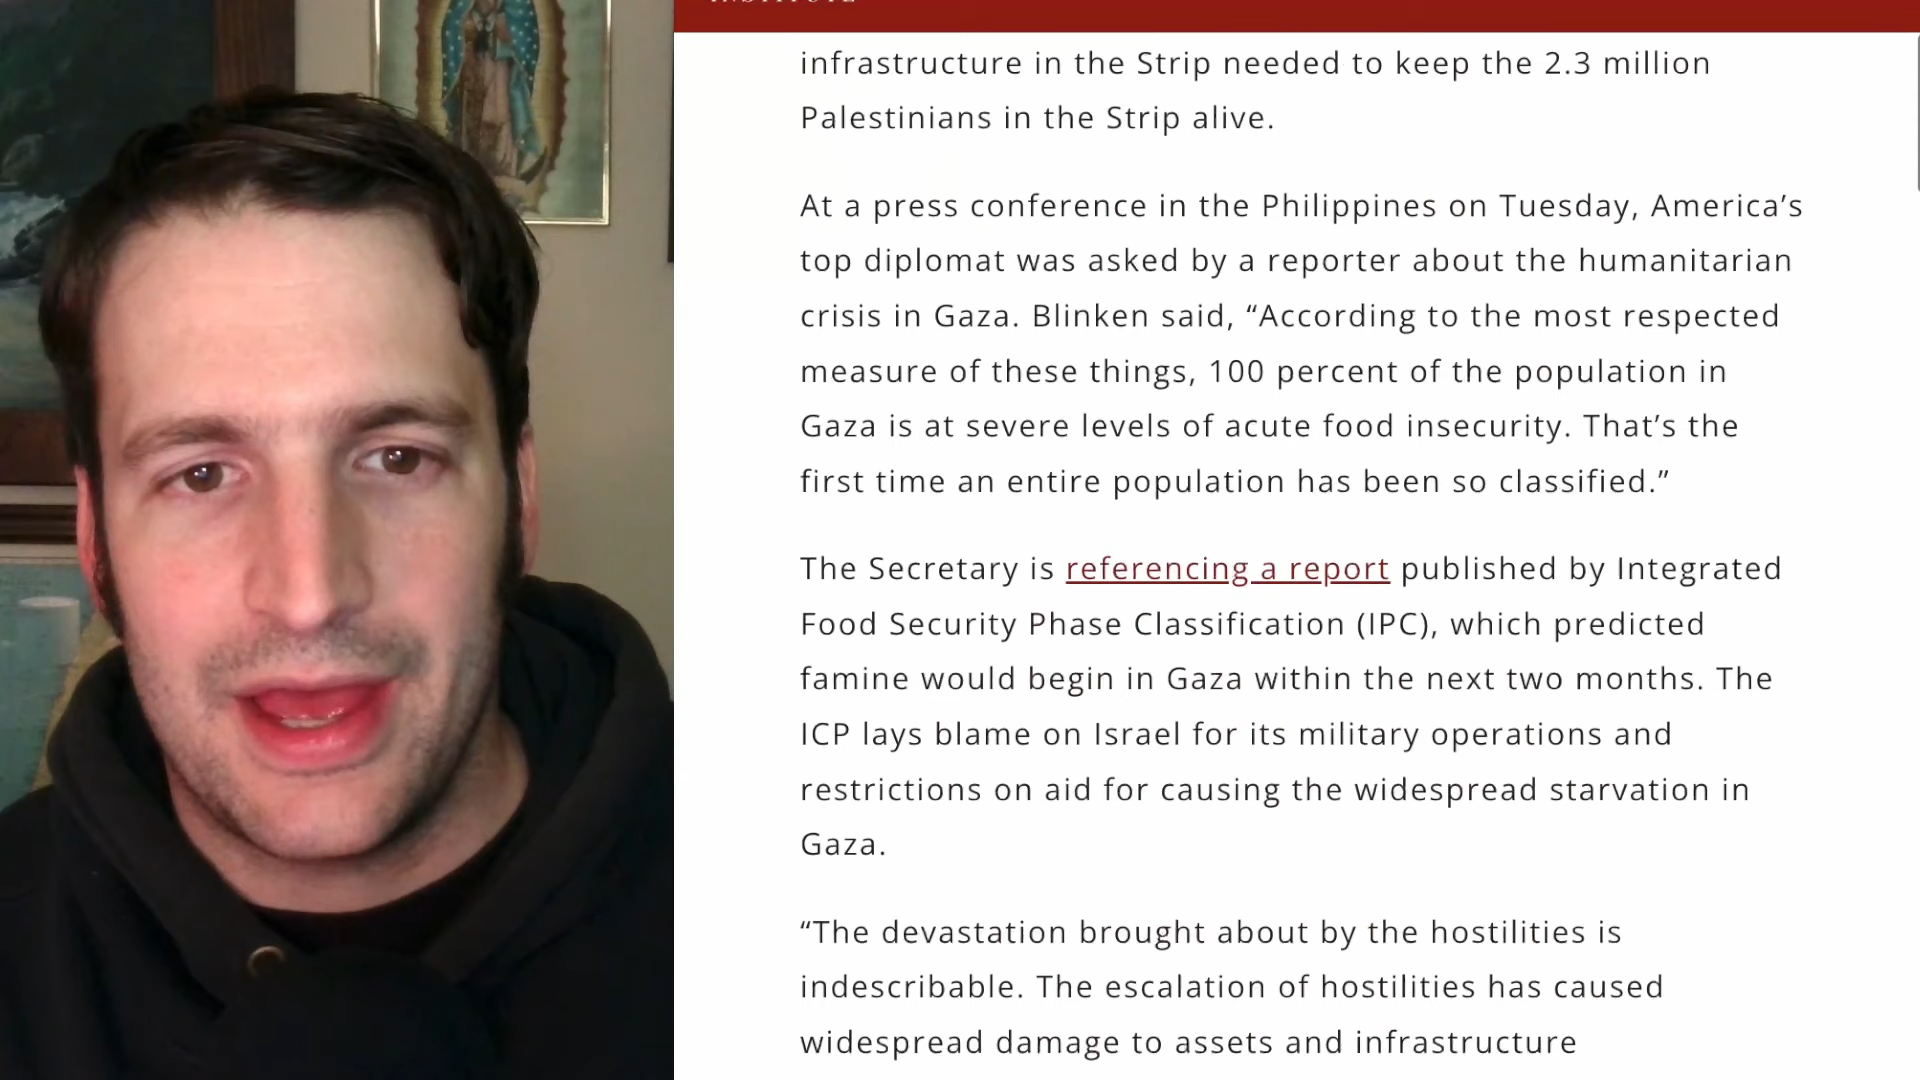 infrastructure in the Strip needed to keep the 2.3 million
Palestinians in the Strip alive.
At a press conference in the Philippines on Tuesday, America’s
top diplomat was asked by a reporter about the humanitarian
crisis in Gaza. Blinken said, “According to the most respected
measure of these things, 100 percent of the population in
Gaza is at severe levels of acute food insecurity. That’s the
first time an entire population has been so classified.”
The Secretary is referencing a report published by Integrated
Food Security Phase Classification (IPC), which predicted
famine would begin in Gaza within the next two months. The
ICP lays blame on Israel for its military operations and
restrictions on aid for causing the widespread starvation in
Gaza.
“The devastation brought about by the hostilities is
indescribable. The escalation of hostilities has caused
widespread damage to assets and infrastructure